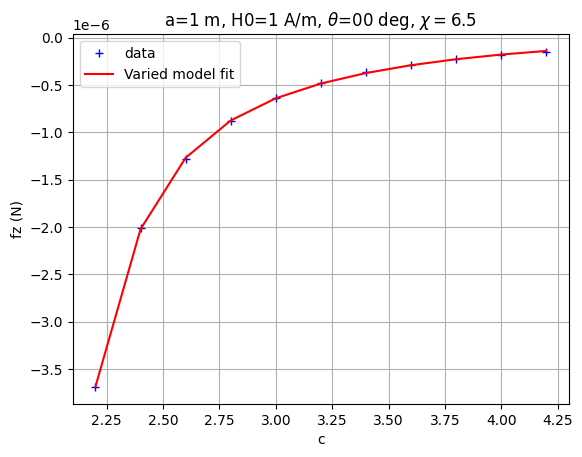 a=1 m, H0=1 A/m, θ=00 deg, χ = 6.5
1e−6
data
Varied model fit
0.0
−0.5
−1.0
−1.5
−2.0
−2.5
−3.0
−3.5
fz (N)
2.25 2.50 2.75 3.00 3.25 3.50 3.75 4.00 4.25
c